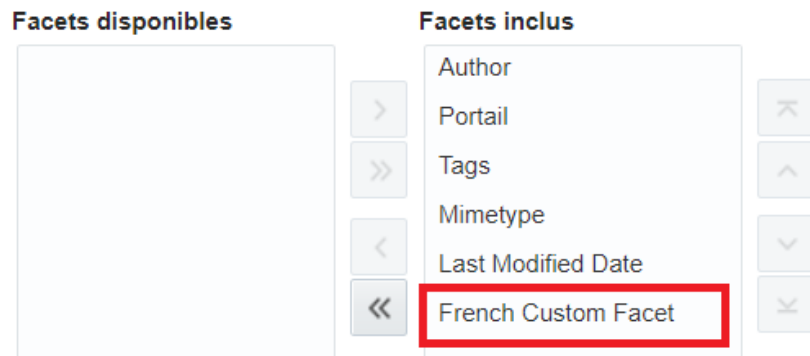 Facets disponibles
Facets inclus
Author
Portail
Tags
Mimetype
Last Modified Date
French Custom Facet